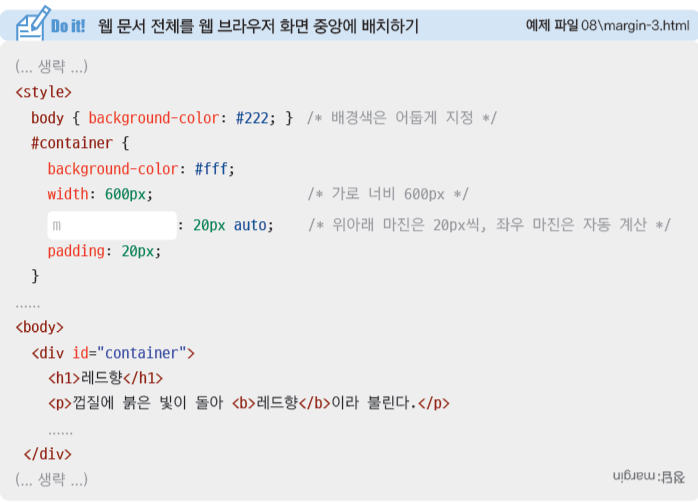 Do it! 웹 문서 전체를 웹 브라우저 화면 중앙에 배치하기 예제 파일 08\margin-3.html
(... 생략 ...)
<style>
body { background-color: #222; } /* 배경색은 어둡게 지정 */
#container {
background-color: #fff;
width: 600px; /* 가로 너비 600px */
m : 20px auto; /* 위아래 마진은 20px씩, 좌우 마진은 자동 계산 */
padding: 20px;
}
......
<body>
<div id="container">
<h1>레드향</h1>
<p>껍질에 붉은 빛이 돌아 <b>레드향</b>이라 불린다.</p>
......
</div>
(... 생략 ...)
정답: margin